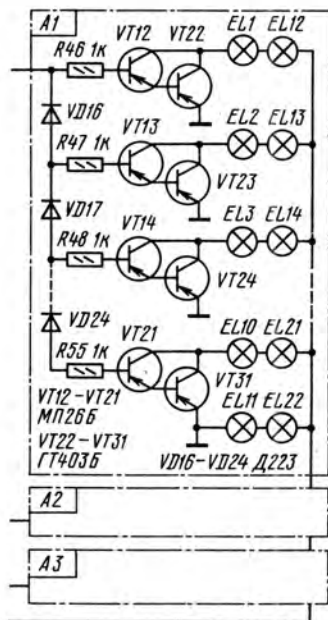 A1
VT12 VT22 EL1 EL12
R46 1к
VD16
VT13 EL2 EL13
R47 1к
VT23
VD17
VT14 EL3 EL14
R48 1к
VT24
VD24
VT21 EL10 EL21
R55 1к
VT31
VT12-VT21 EL11 EL22
МП26Б
VT22-VT31
ГТ403Б VD16-VD24 Д223
A2
A3